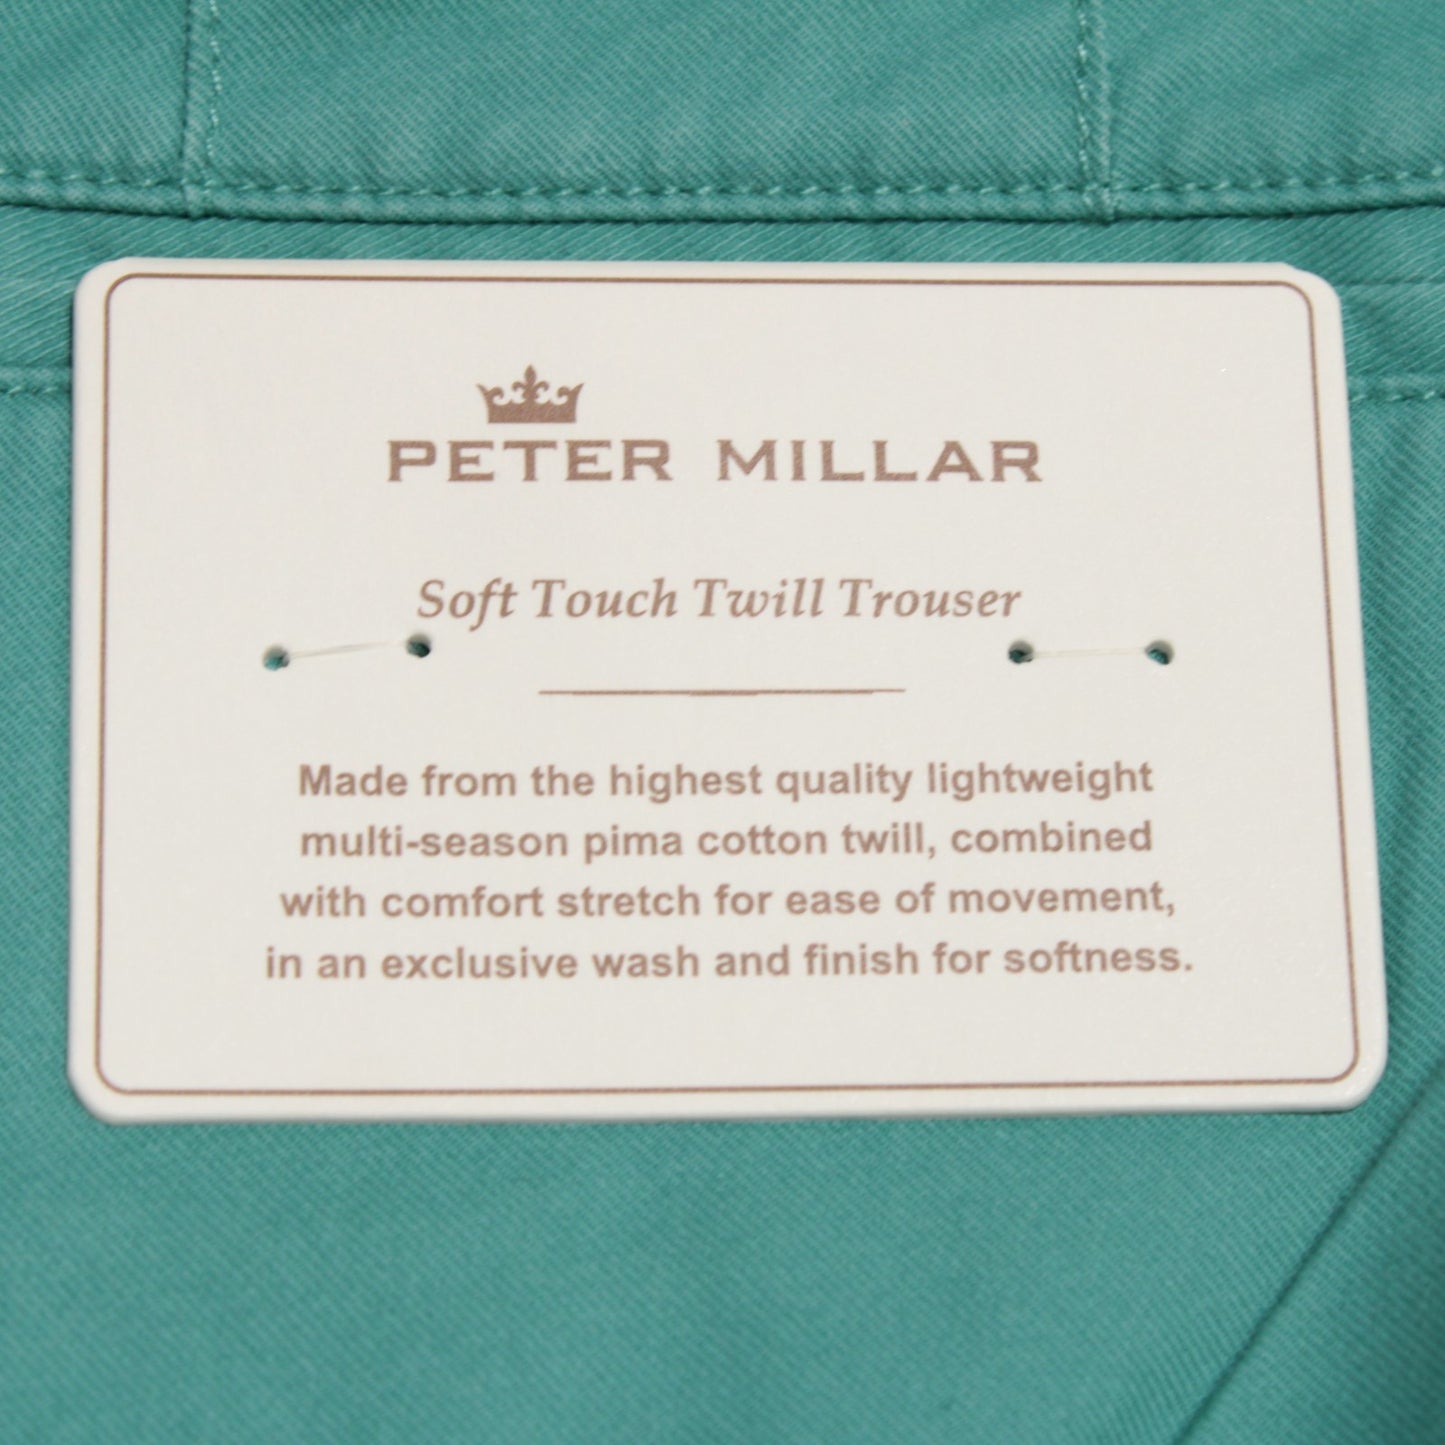 PETER MILLAR
Soft Touch Twill Trouser
Made from the highest quality lightweight
multi-season pima cotton twill, combined
with comfort stretch for ease of movement,
in an exclusive wash and finish for softness.